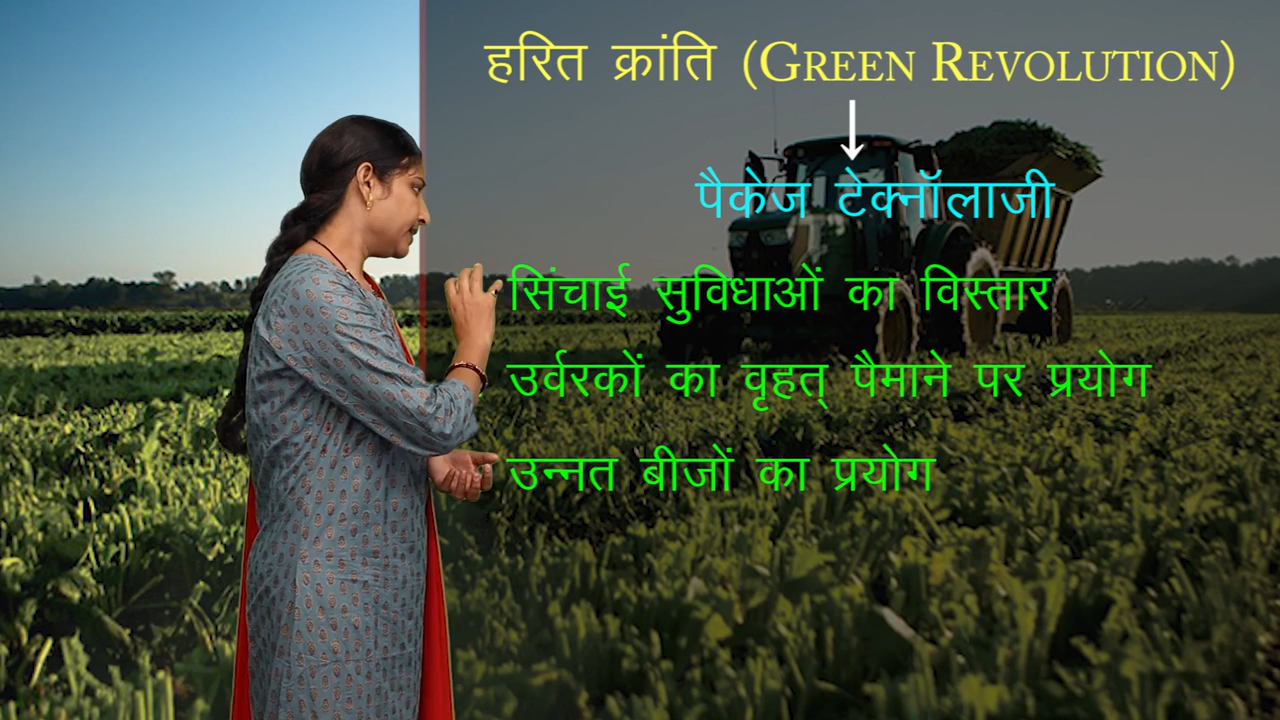 हरित क्रांति (GREEN REVOLUTION)
पैकेज टेक्नॉलाजी
सिंचाई सुविधाओं का विस्तार
उर्वरकों का वृहत् पैमाने पर प्रयोग
उन्नत बीजों का प्रयोग